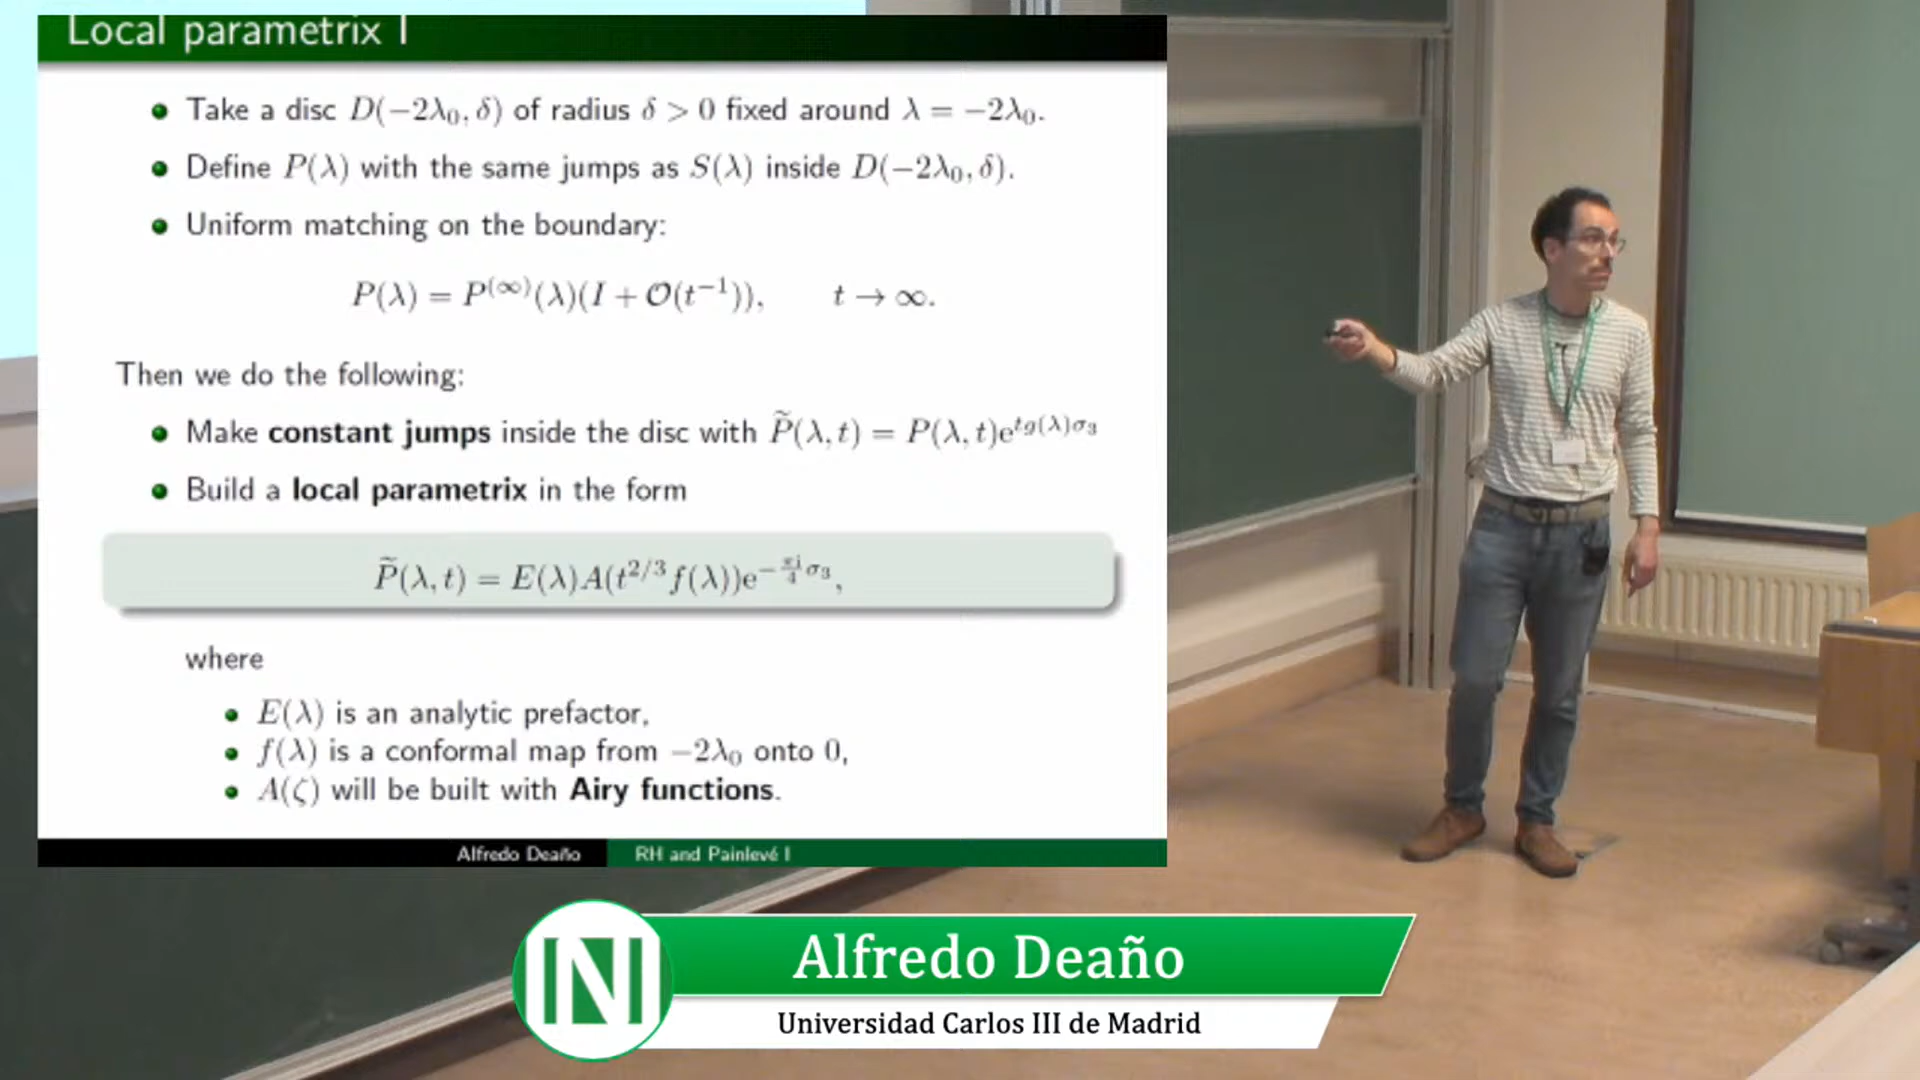 Local parametrix I
Take a disc D(−2λ₀, δ) of radius δ > 0 fixed around λ = −2λ₀.
Define P(λ) with the same jumps as S(λ) inside D(−2λ₀, δ).
Uniform matching on the boundary:
P(λ) = P^(∞)(λ)(I + O(t⁻¹)), t → ∞.
Then we do the following:
Make constant jumps inside the disc with P̃(λ, t) = P(λ, t)e^{tg(λ)σ₃}
Build a local parametrix in the form
P̃(λ, t) = E(λ)A(t^{2/3} f(λ))e^{−\frac{πi}{4}σ₃},
where
E(λ) is an analytic prefactor,
f(λ) is a conformal map from −2λ₀ onto 0,
A(ζ) will be built with Airy functions.
Alfredo Deaño RH and Painlevé I
N
Alfredo Deaño
Universidad Carlos III de Madrid